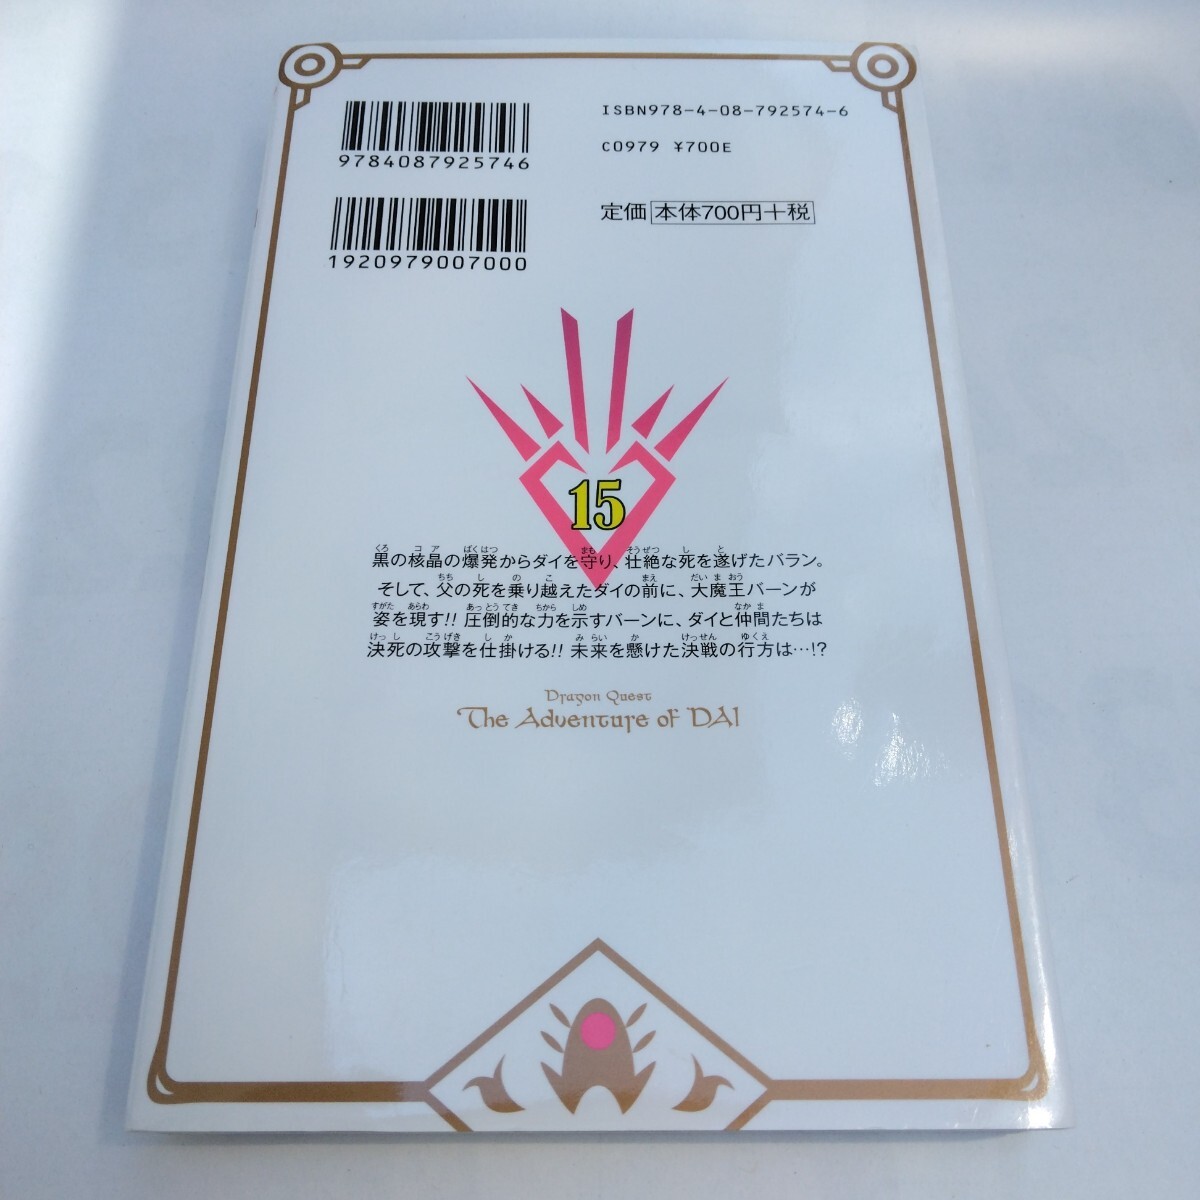 ISBN978-4-08-792574-6
C0979 ¥700E
9784087925746
定価 本体700円+税
1920979007000
15
黒の核晶の爆発からダイを守り、壮絶な死を遂げたバラン。
そして、父の死を乗り越えたダイの前に、大魔王バーンが
姿を現す!! 圧倒的な力を示すバーンに、ダイと仲間たちは
決死の攻撃を仕掛ける!! 未来を懸けた決戦の行方は…!?
Dragon Quest
The Adventure of DAI